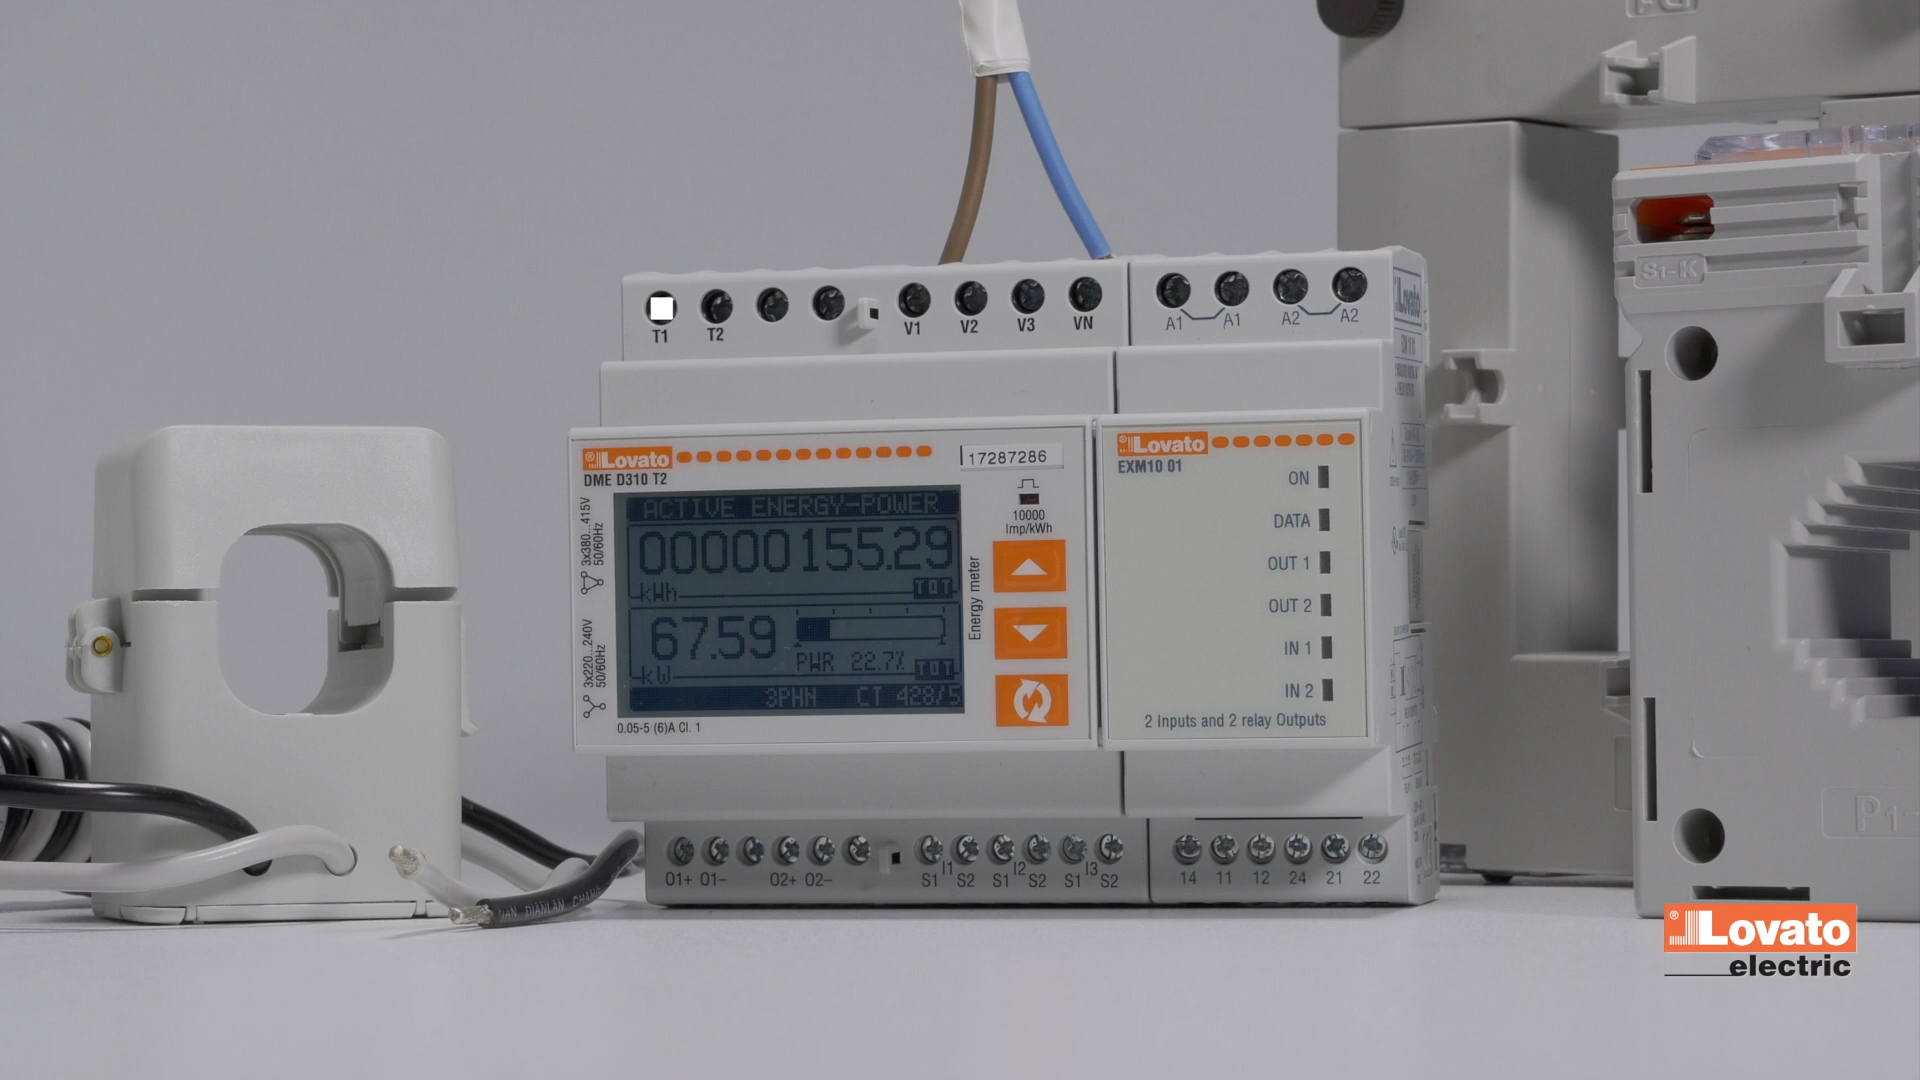 T1 T2 V1 V2 V3 VN
A1 A1 A2 A2
Lovato
DME D310 T2
17287286
10000
Imp/kWh
3x380...415V
50/60Hz
3x220...240V
50/60Hz
ACTIVE ENERGY-POWER
00000155.29
kWh TOT
67.59
PWR 22.7%
kW TOT
3PHN CT 428/5
Energy meter
0.05-5 (6)A Cl. 1
Lovato
EXM10 01
ON
DATA
OUT 1
OUT 2
IN 1
IN 2
2 Inputs and 2 relay Outputs
O1+ O1– O2+ O2–
I1 I2 I3
S1 S2 S1 S2 S1 S2
14 11 12 24 21 22
Lovato
S1-K
DIANLAN
Lovato
electric